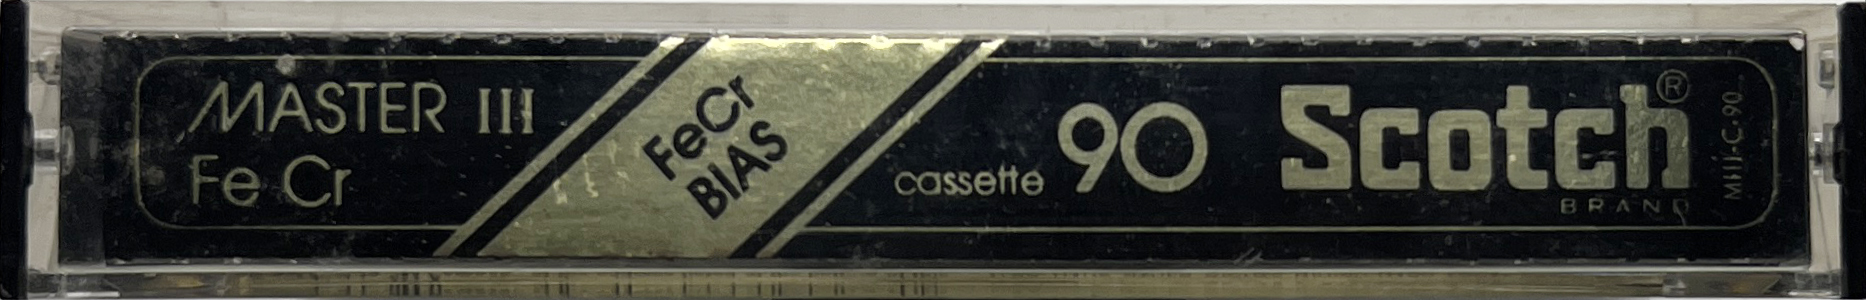 MASTER III
Fe Cr
FeCr
BIAS
cassette 90
Scotch®
BRAND
MIII-C-90